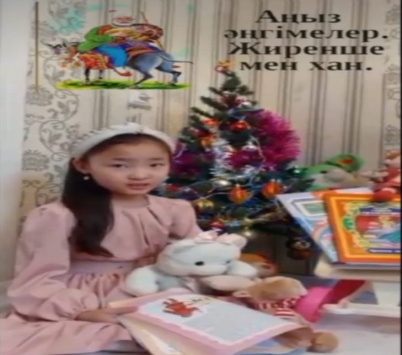 Аңыз
әңгімелер.
Жиренше
мен хан.